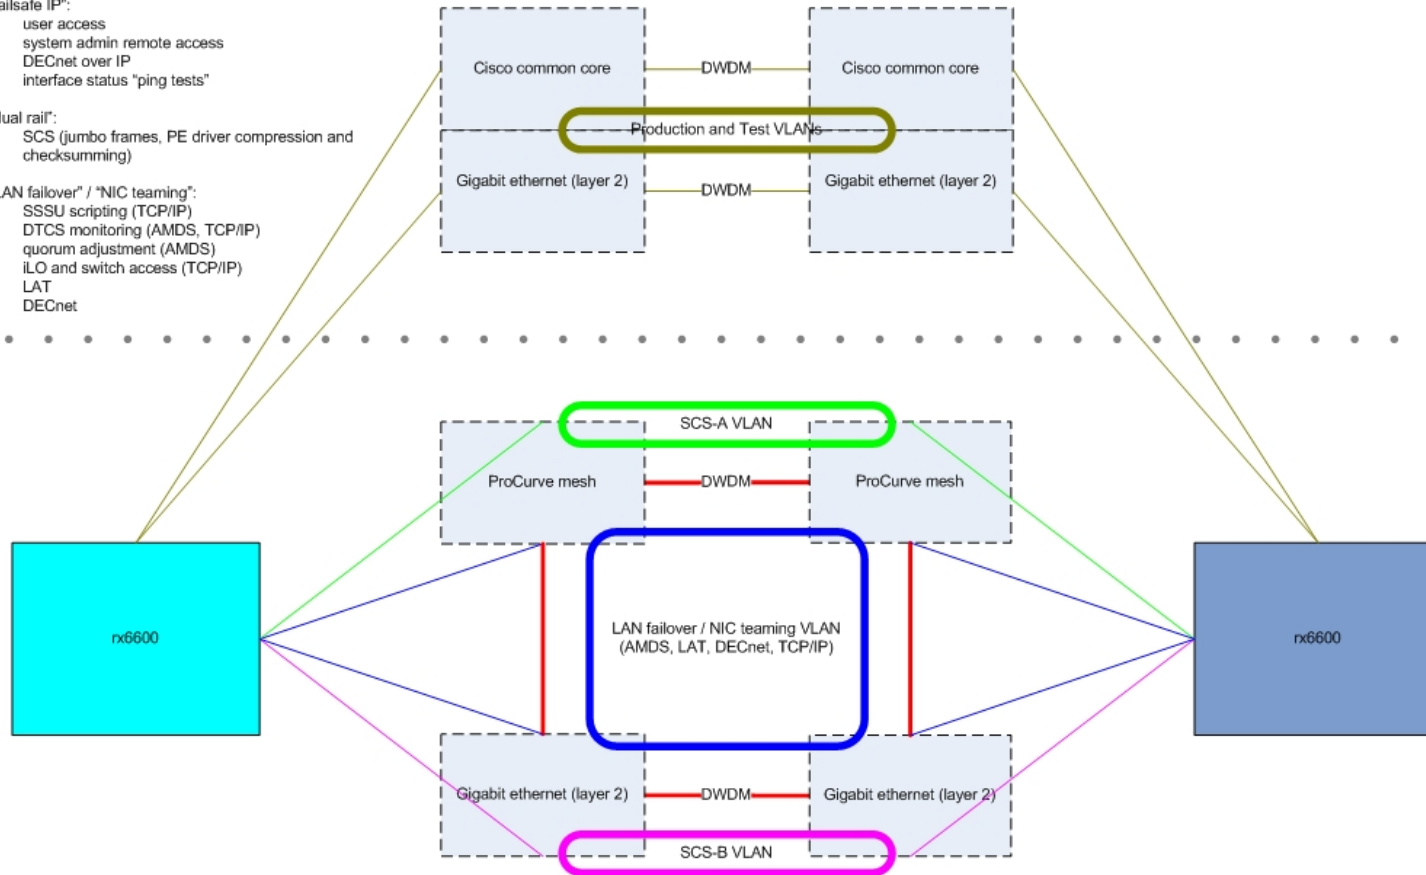 ailsafe IP":
user access
system admin remote access
DECnet over IP
interface status "ping tests"
dual rail":
SCS (jumbo frames, PE driver compression and
checksumming)
LAN failover" / "NIC teaming":
SSSU scripting (TCP/IP)
DTCS monitoring (AMDS, TCP/IP)
quorum adjustment (AMDS)
iLO and switch access (TCP/IP)
LAT
DECnet
Cisco common core
DWDM
Cisco common core
Production and Test VLANs
Gigabit ethernet (layer 2)
DWDM
Gigabit ethernet (layer 2)
SCS-A VLAN
ProCurve mesh
DWDM
ProCurve mesh
rx6600
LAN failover / NIC teaming VLAN
(AMDS, LAT, DECnet, TCP/IP)
rx6600
Gigabit ethernet (layer 2)
DWDM
Gigabit ethernet (layer 2)
SCS-B VLAN